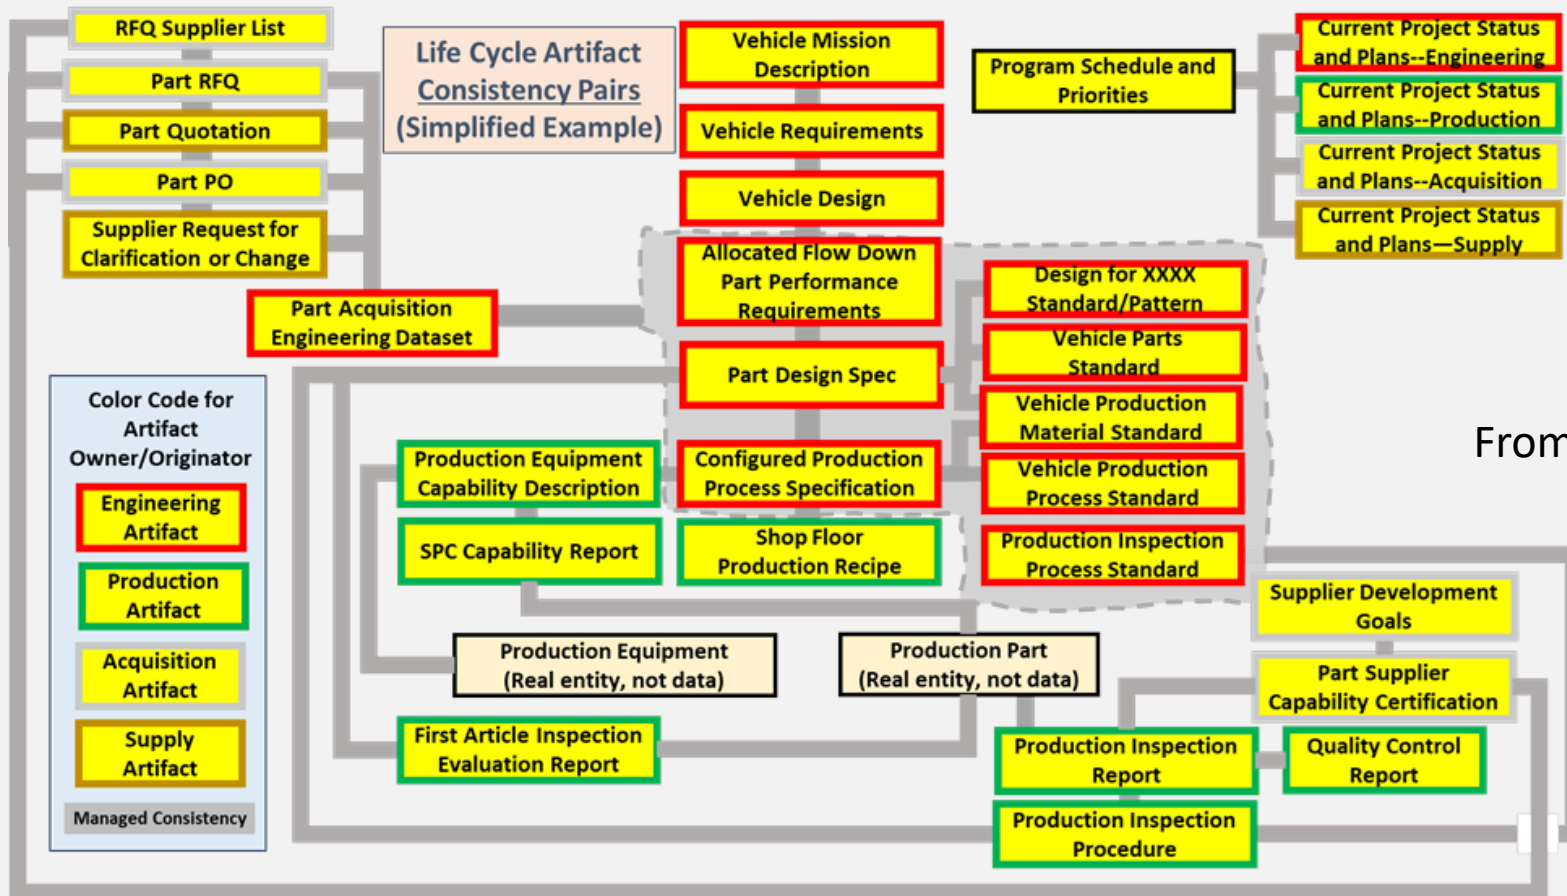 RFQ Supplier List
Part RFQ
Part Quotation
Part PO
Supplier Request for
Clarification or Change
Life Cycle Artifact
Consistency Pairs
(Simplified Example)
Vehicle Mission
Description
Vehicle Requirements
Vehicle Design
Allocated Flow Down
Part Performance
Requirements
Part Design Spec
Configured Production
Process Specification
Shop Floor
Production Recipe
Program Schedule and
Priorities
Current Project Status
and Plans--Engineering
Current Project Status
and Plans--Production
Current Project Status
and Plans--Acquisition
Current Project Status
and Plans—Supply
Part Acquisition
Engineering Dataset
Design for XXXX
Standard/Pattern
Vehicle Parts
Standard
Vehicle Production
Material Standard
Vehicle Production
Process Standard
Production Inspection
Process Standard
From
Color Code for
Artifact
Owner/Originator
Engineering
Artifact
Production
Artifact
Acquisition
Artifact
Supply
Artifact
Managed Consistency
Production Equipment
Capability Description
SPC Capability Report
Production Equipment
(Real entity, not data)
Production Part
(Real entity, not data)
First Article Inspection
Evaluation Report
Supplier Development
Goals
Part Supplier
Capability Certification
Production Inspection
Report
Quality Control
Report
Production Inspection
Procedure